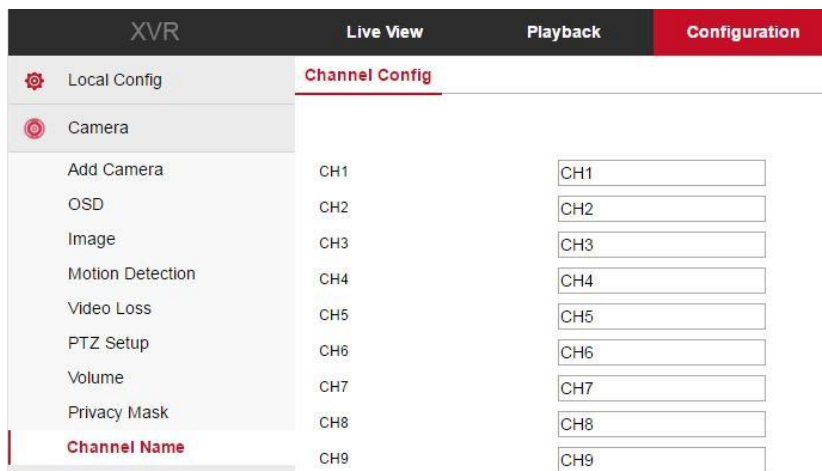 XVR Live View Playback Configuration
Local Config Channel Config
Camera
Add Camera CH1 CH1
OSD CH2 CH2
Image CH3 CH3
Motion Detection CH4 CH4
Video Loss CH5 CH5
PTZ Setup CH6 CH6
Volume CH7 CH7
Privacy Mask CH8 CH8
Channel Name CH9 CH9